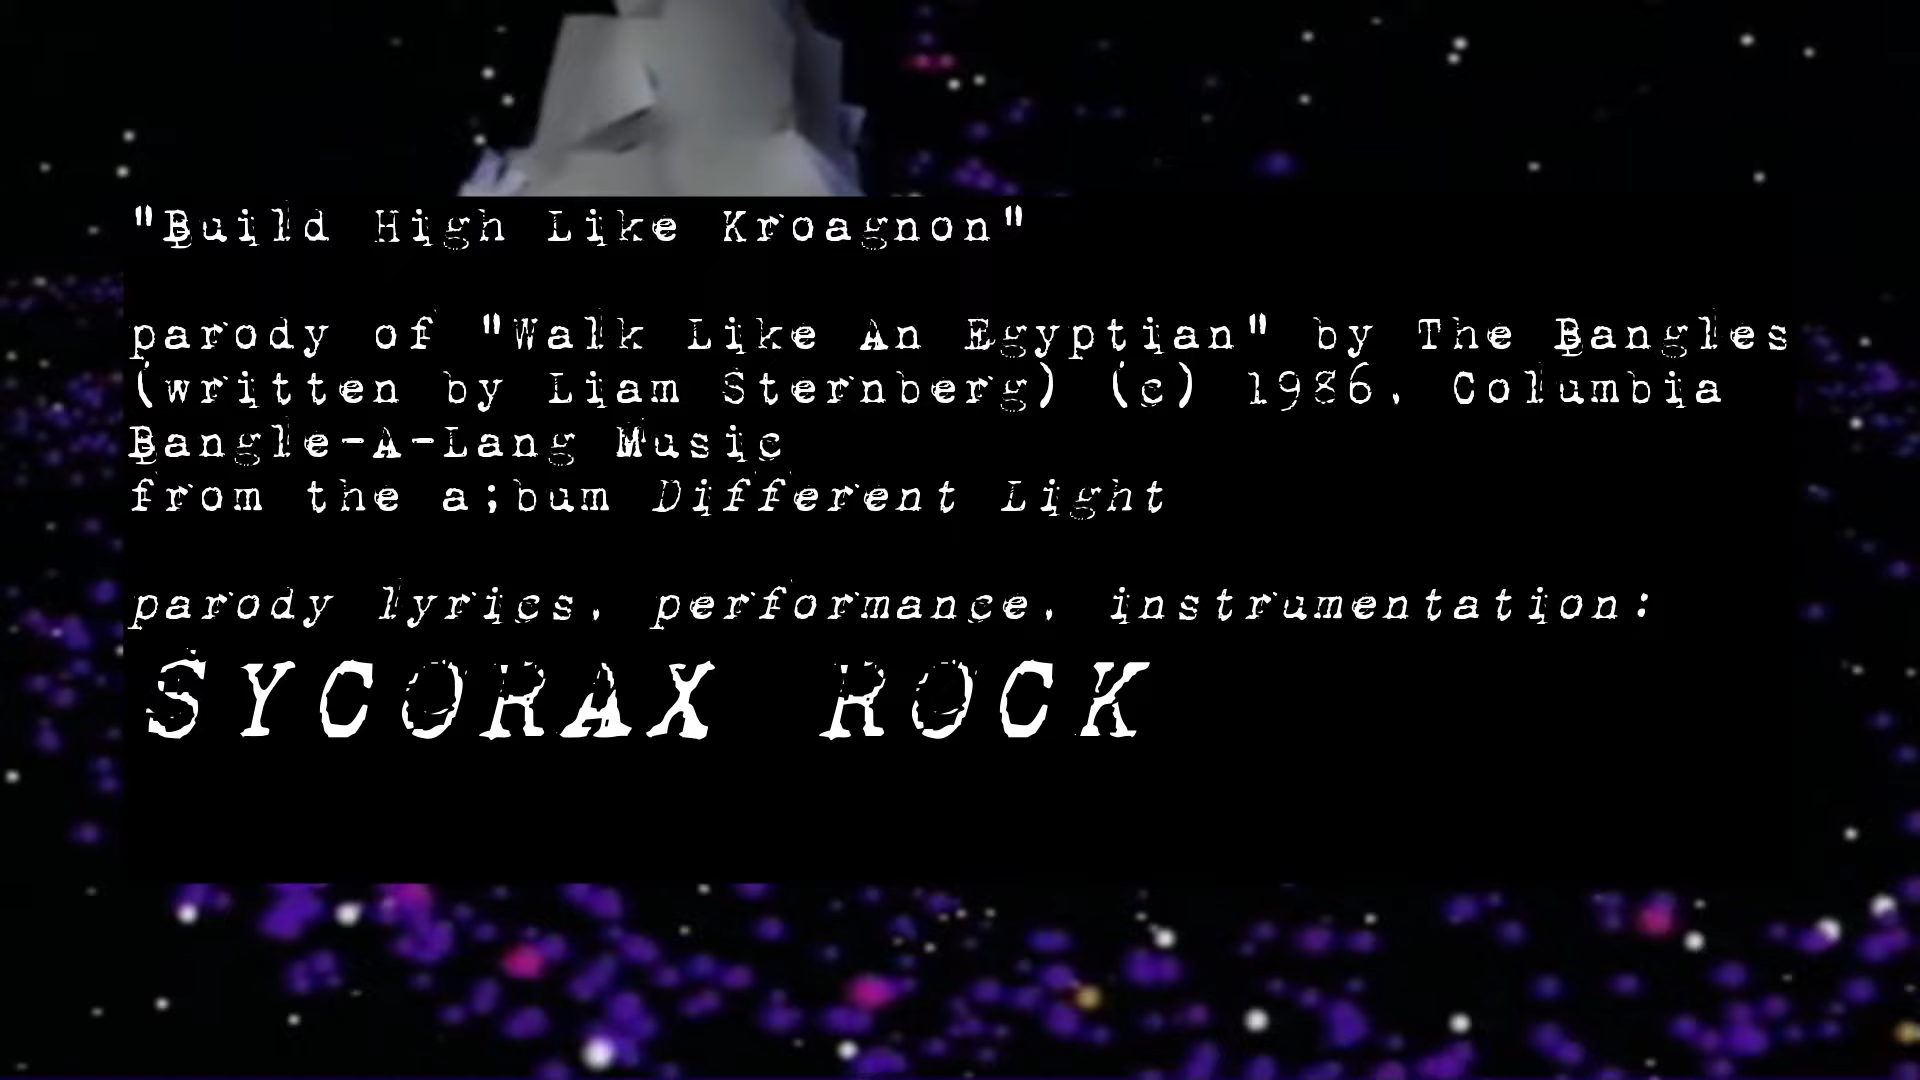 "Build High Like Kroagnon"
parody of "Walk Like An Egyptian" by The Bangles
(written by Liam Sternberg) (c) 1986, Columbia
Bangle-A-Lang Music
from the a;bum Different Light
parody lyrics, performance, instrumentation:
SYCORAX ROCK